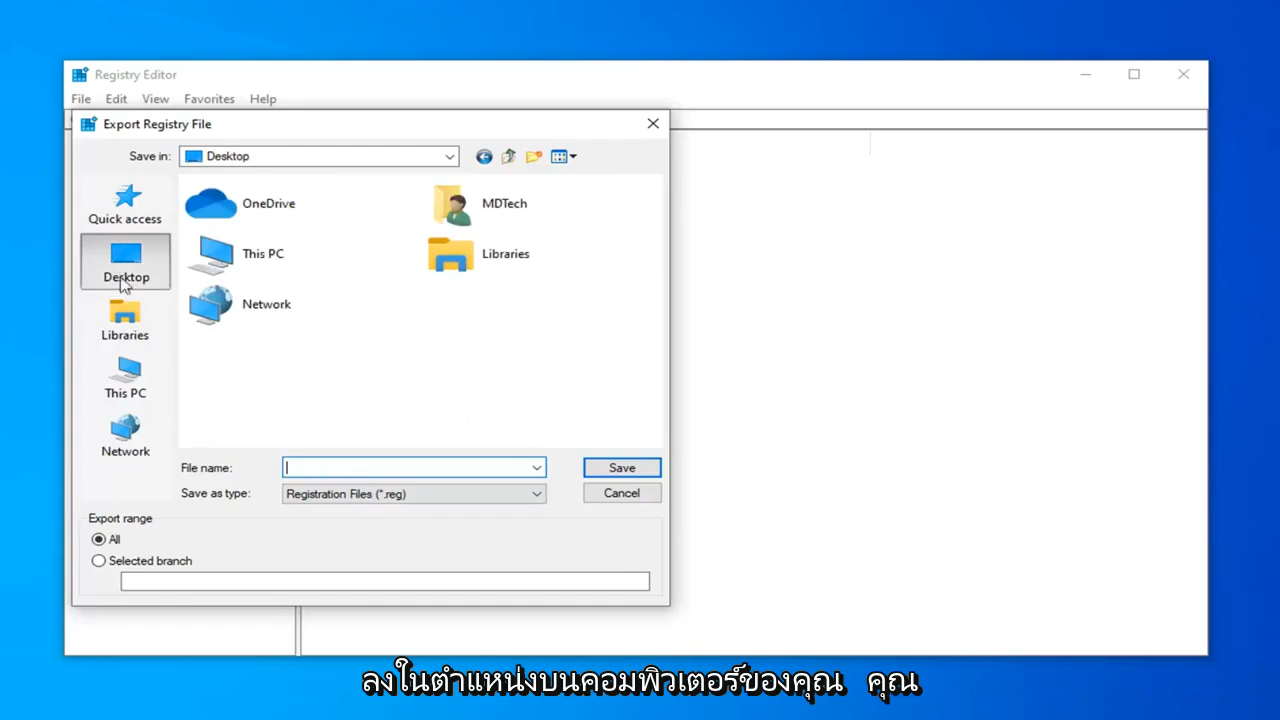 Registry Editor
File Edit View Favorites Help
Export Registry File
Save in: Desktop
Quick access
Desktop
Libraries
This PC
Network
OneDrive MDTech
This PC Libraries
Network
File name: Save
Save as type: Registration Files (*.reg) Cancel
Export range
All
Selected branch
ลงในตำแหน่งบนคอมพิวเตอร์ของคุณ คุณ